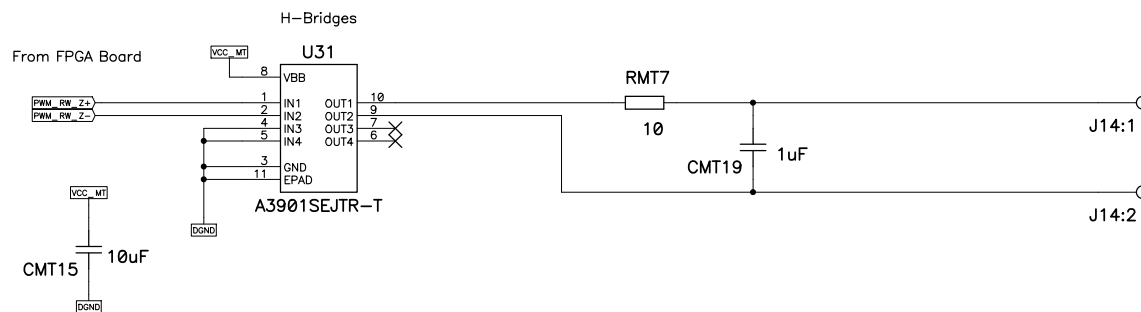 H-Bridges
From FPGA Board
VCC_MT
U31
8
VBB
RMT7
PWM_RW_Z+
1
IN1
OUT1
10
10
J14:1
PWM_RW_Z-
2
IN2
OUT2
9
4
IN3
OUT3
7
5
IN4
OUT4
6
CMT19
1uF
3
GND
11
EPAD
VCC_MT
A3901SEJTR-T
J14:2
DGND
CMT15
10uF
DGND